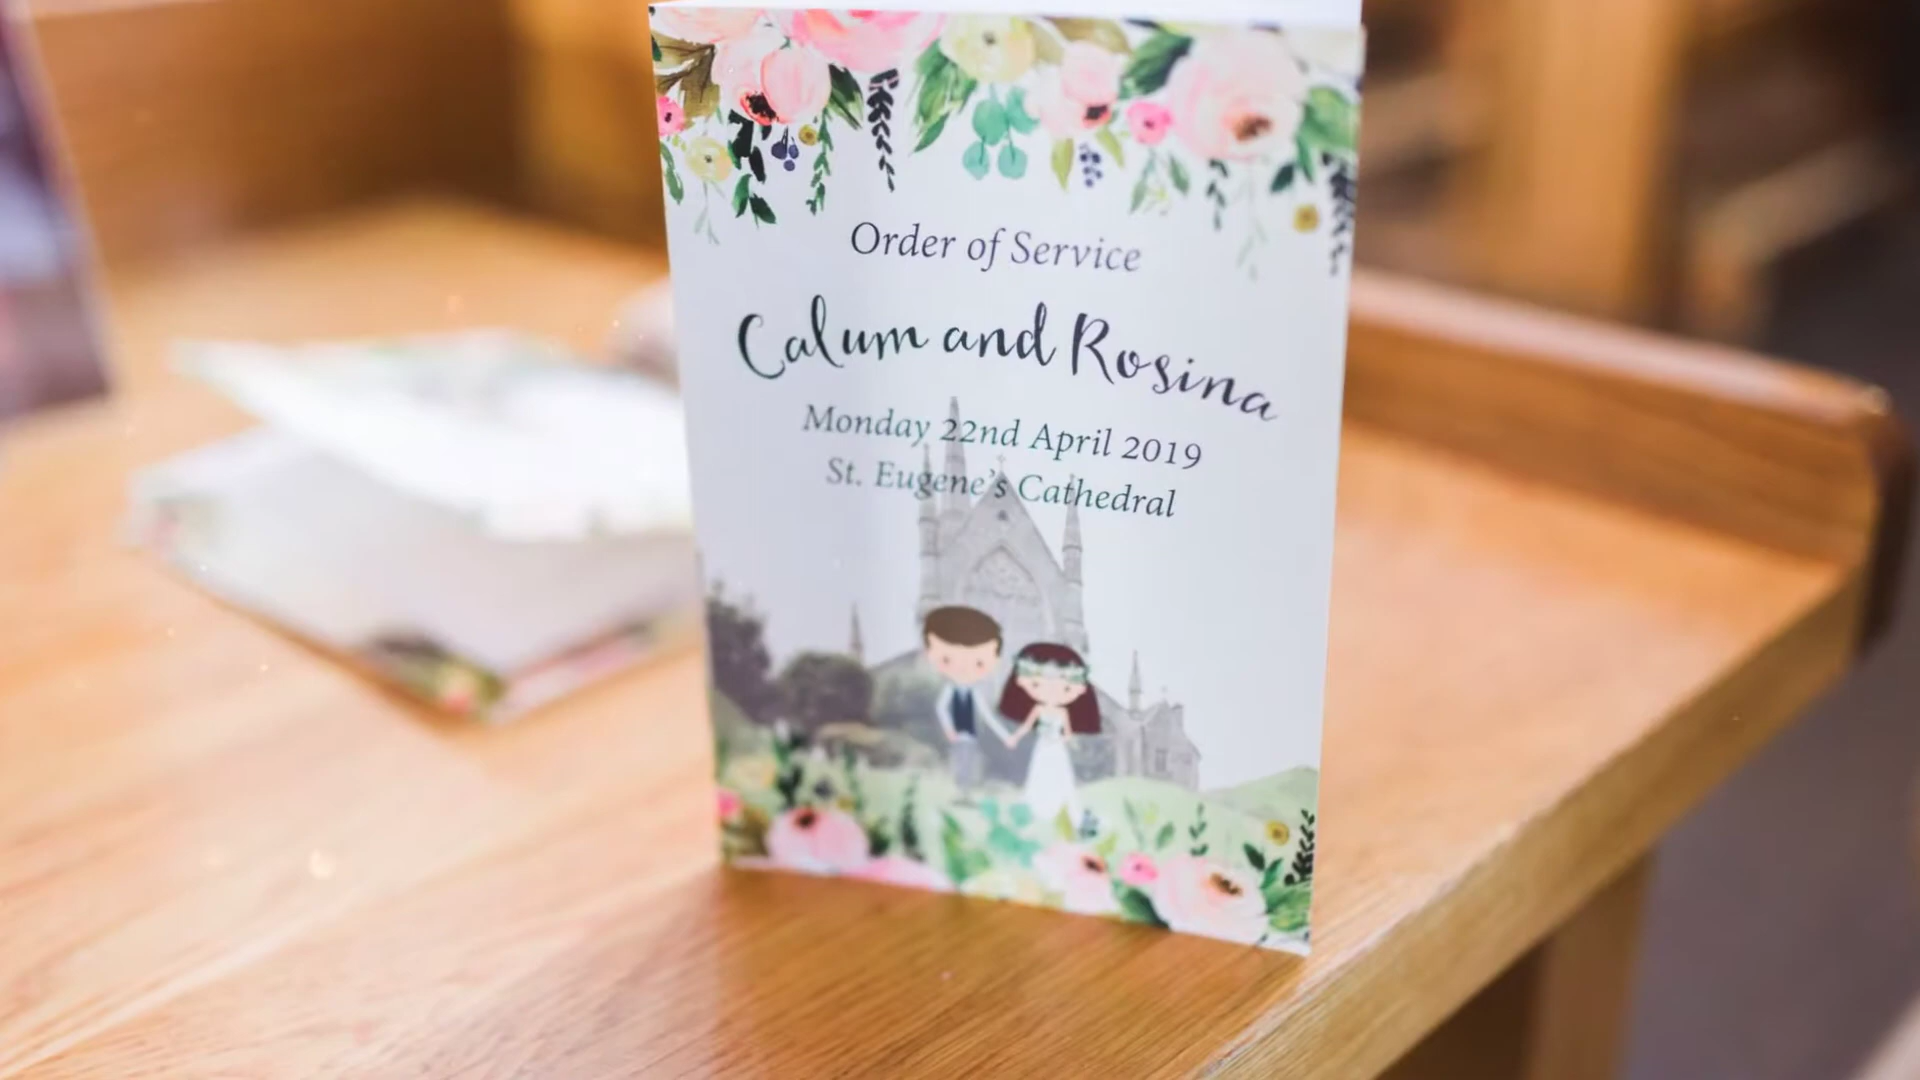 Order of Service
Calum and Rosina
Monday 22nd April 2019
St. Eugene's Cathedral